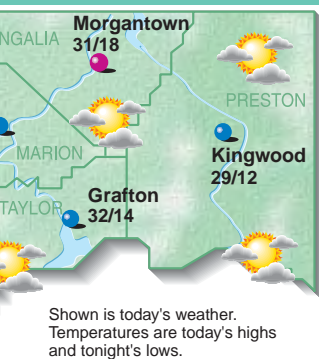 Morgantown
31/18
NGALIA
PRESTON
MARION
Kingwood
29/12
TAYLOR
Grafton
32/14
Shown is today's weather.
Temperatures are today's highs
and tonight's lows.